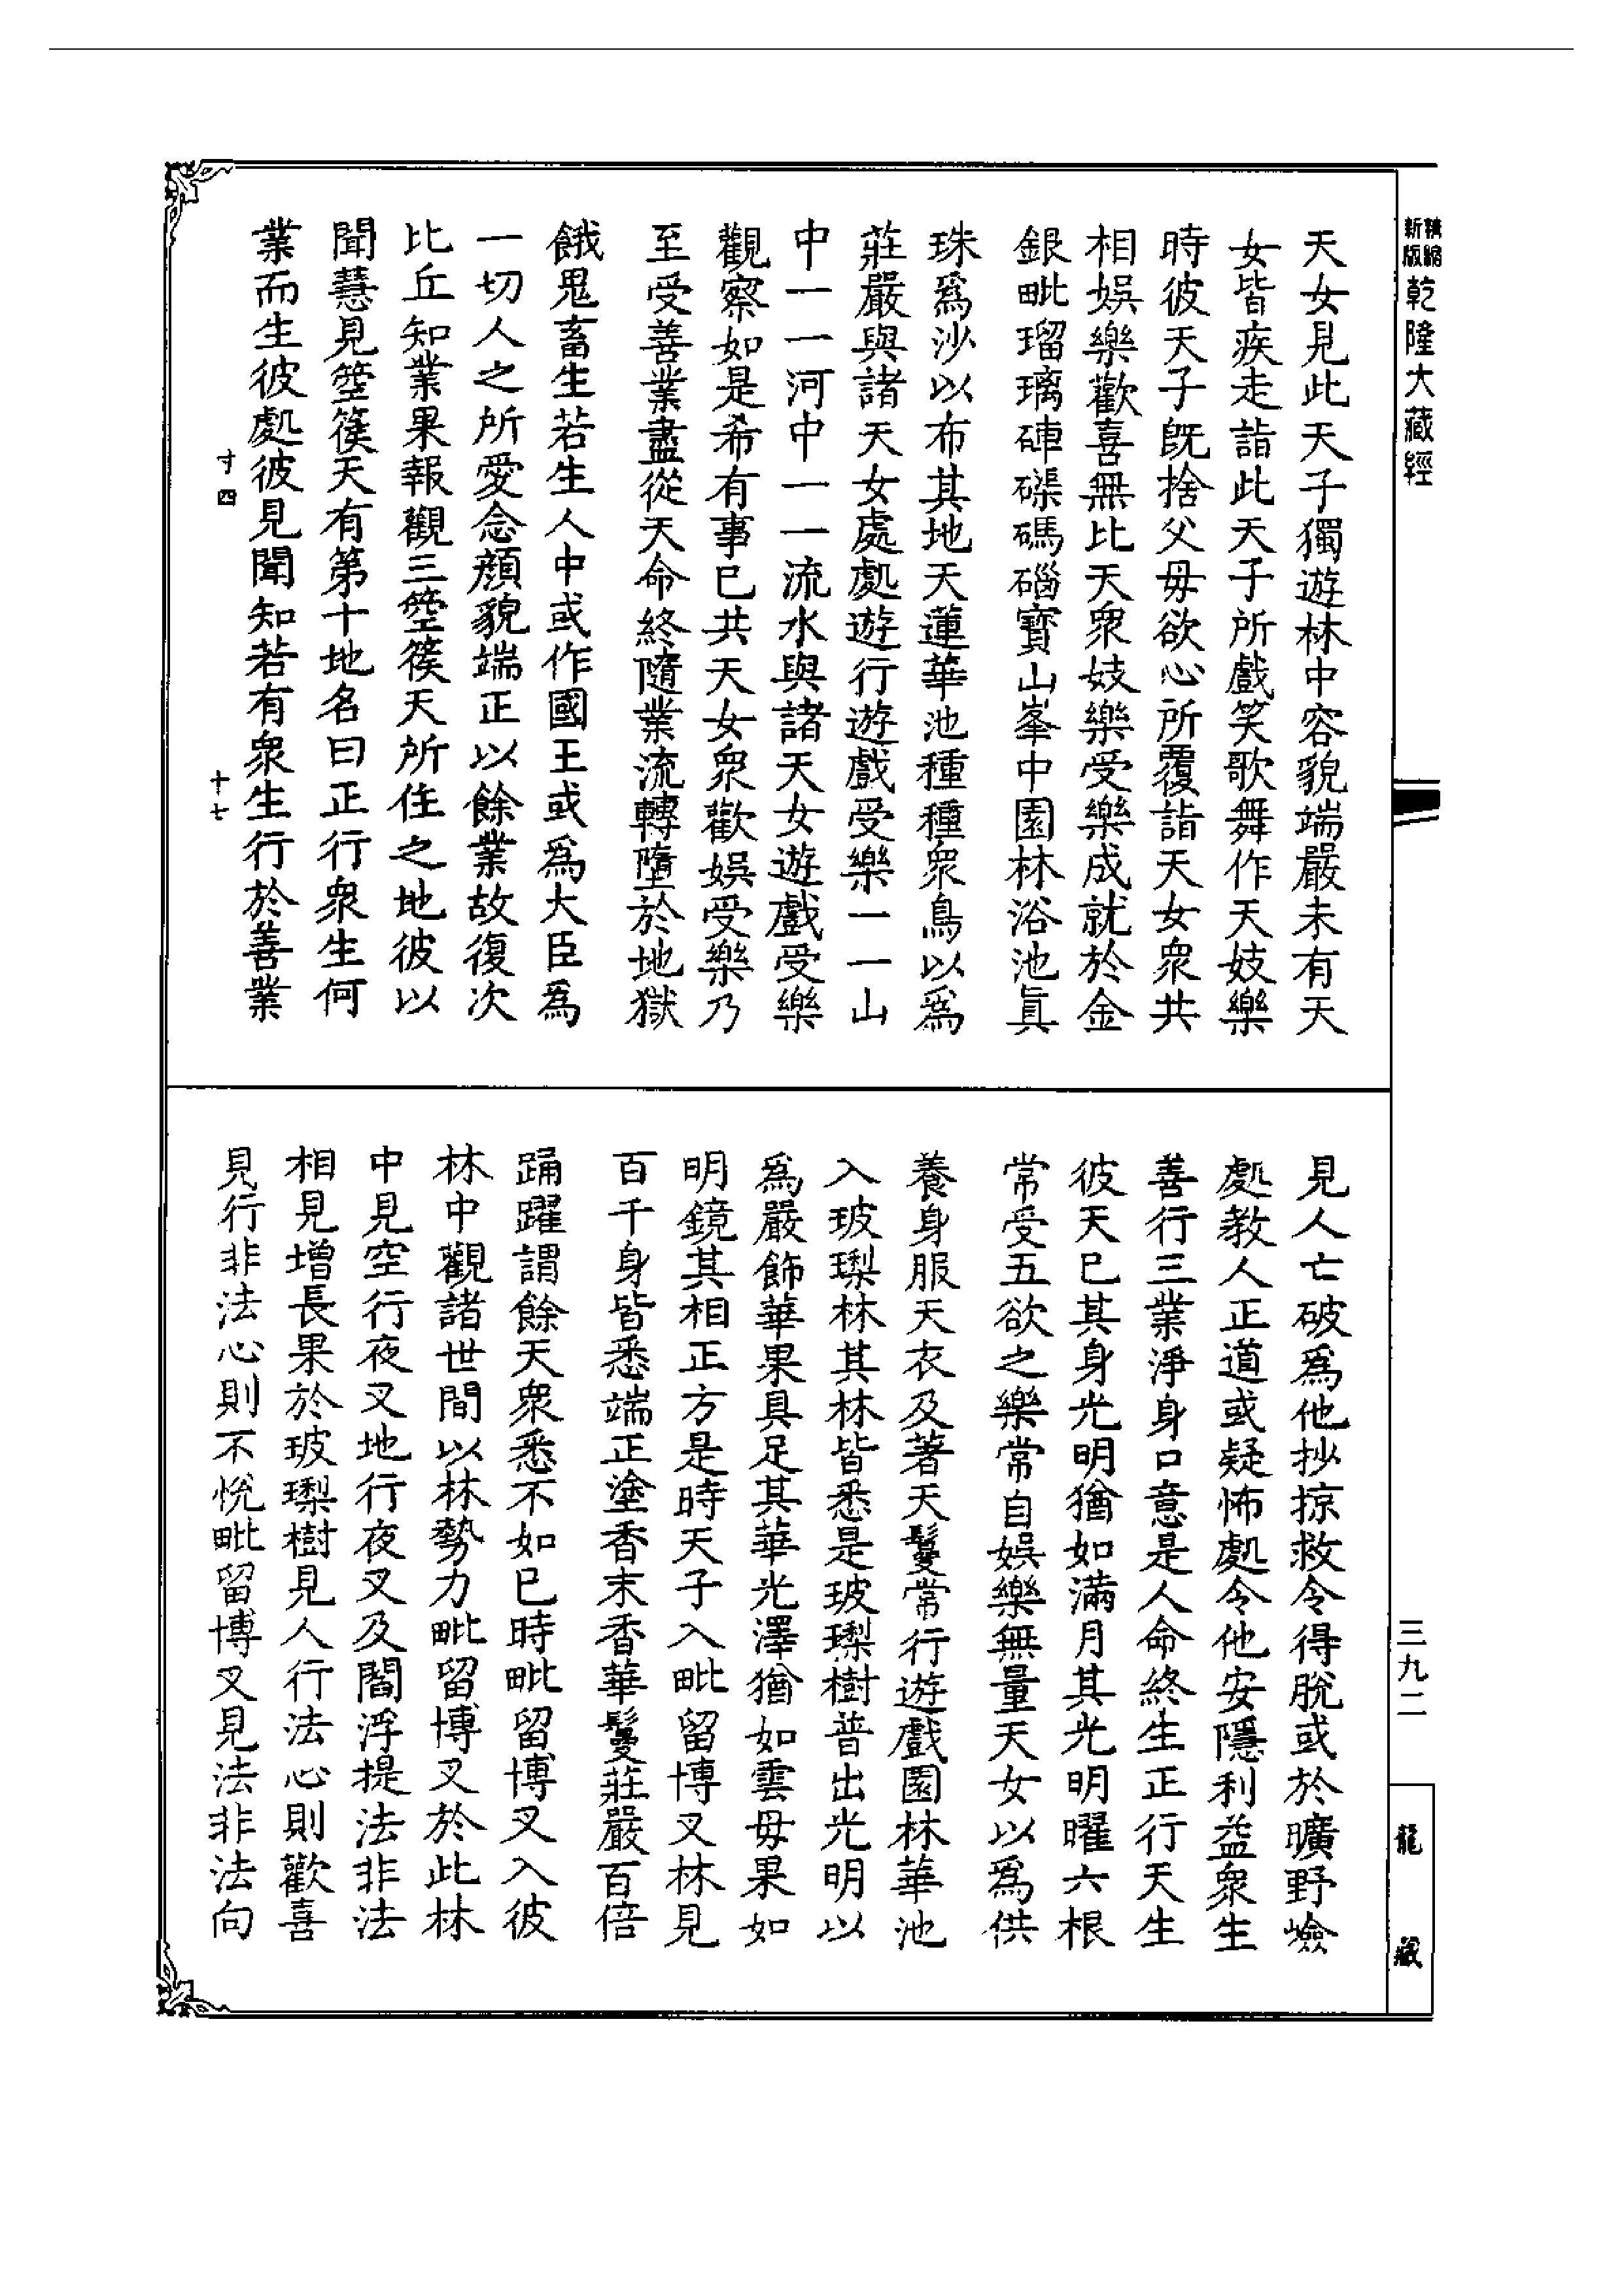 新版精縮乾隆大藏經
天女見此天子獨遊林中容貌端嚴未有天
女皆疾走詣此天子所戲笑歌舞作天妓樂
時彼天子旣捨父母欲心所覆詣天女衆共
相娛樂歡喜無比天衆妓樂受樂成就於金
銀毗瑠璃硨磲碼碯寶山峯中園林浴池眞
珠爲沙以布其地天蓮華池種種衆鳥以爲
莊嚴與諸天女處處遊行遊戲受樂一一山
中一一河中一一流水與諸天女遊戲受樂
觀察如是希有事已共天女衆歡娛受樂乃
至受善業盡從天命終隨業流轉墮於地獄
餓鬼畜生若生人中或作國王或爲大臣爲
一切人之所愛念顏貌端正以餘業故復次
比丘知業果報觀三箜篌天所住之地彼以
聞慧見箜篌天有第十地名曰正行衆生何
業而生彼處彼見聞知若有衆生行於善業
寸四
十七
見人亡破爲他抄掠救令得脫或於曠野嶮
處教人正道或疑怖處令他安隱利益衆生
善行三業淨身口意是人命終生正行天生
彼天已其身光明猶如滿月其光明曜六根
常受五欲之樂常自娛樂無量天女以爲供
養身服天衣及著天鬘常行遊戲園林華池
入玻瓈林其林皆悉是玻瓈樹普出光明以
爲嚴飾華果具足其華光澤猶如雲母果如
明鏡其相正方是時天子入毗留博叉林見
百千身皆悉端正塗香末香華鬘莊嚴百倍
踊躍謂餘天衆悉不如已時毗留博叉入彼
林中觀諸世間以林勢力毗留博叉於此林
中見空行夜叉地行夜叉及閻浮提法非法
相見增長果於玻瓈樹見人行法心則歡喜
見行非法心則不悅毗留博叉見法非法向
三九二
龍藏